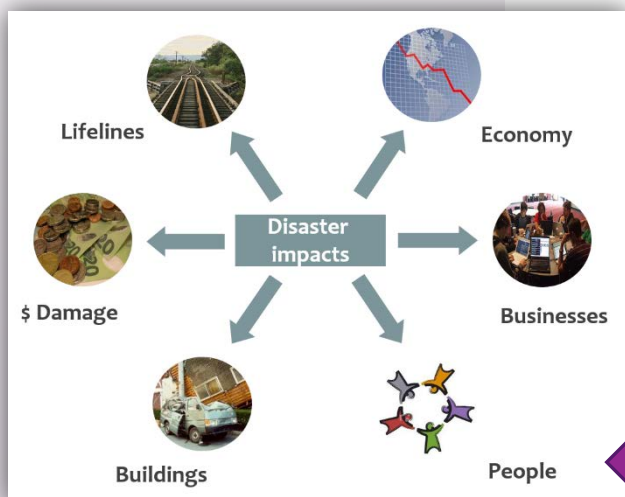 Lifelines
Economy
Disaster
impacts
$ Damage
Businesses
Buildings
People